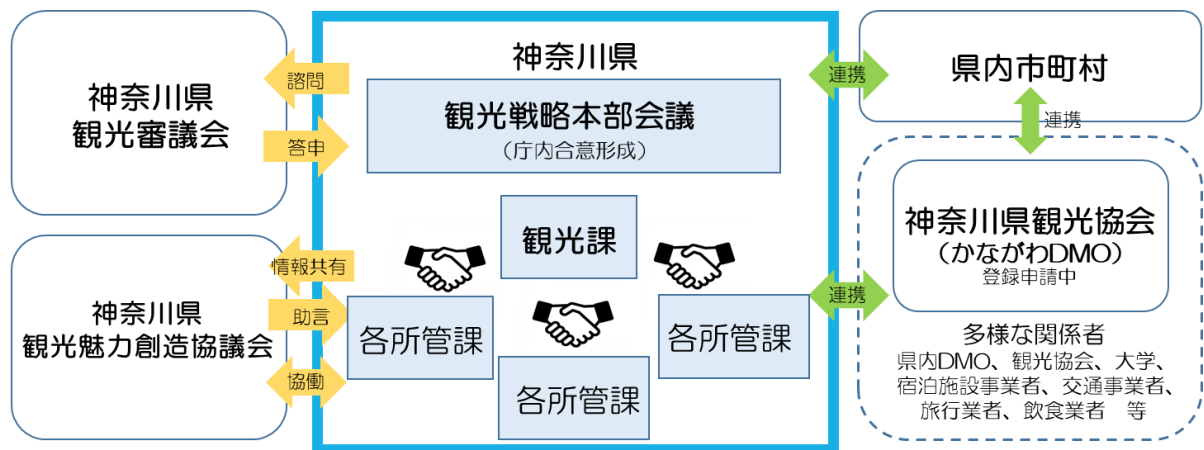 神奈川県
観光審議会
諮問
答申
神奈川県
観光戦略本部会議
（庁内合意形成）
観光課
各所管課
各所管課
各所管課
神奈川県
観光魅力創造協議会
情報共有
助言
協働
連携
県内市町村
連携
連携
神奈川県観光協会
（かながわDMO）
登録申請中
多様な関係者
県内DMO、観光協会、大学、
宿泊施設事業者、交通事業者、
旅行業者、飲食業者　等